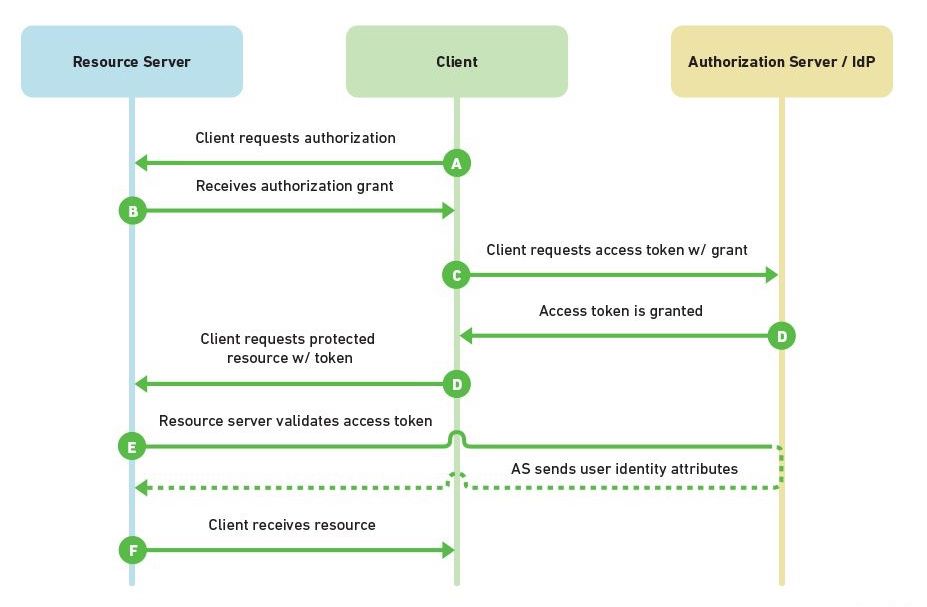 Resource Server
Client
Authorization Server / IdP
Client requests authorization
A
Receives authorization grant
B
Client requests access token w/ grant
C
Access token is granted
D
Client requests protected
resource w/ token
D
Resource server validates access token
E
AS sends user identity attributes
Client receives resource
F